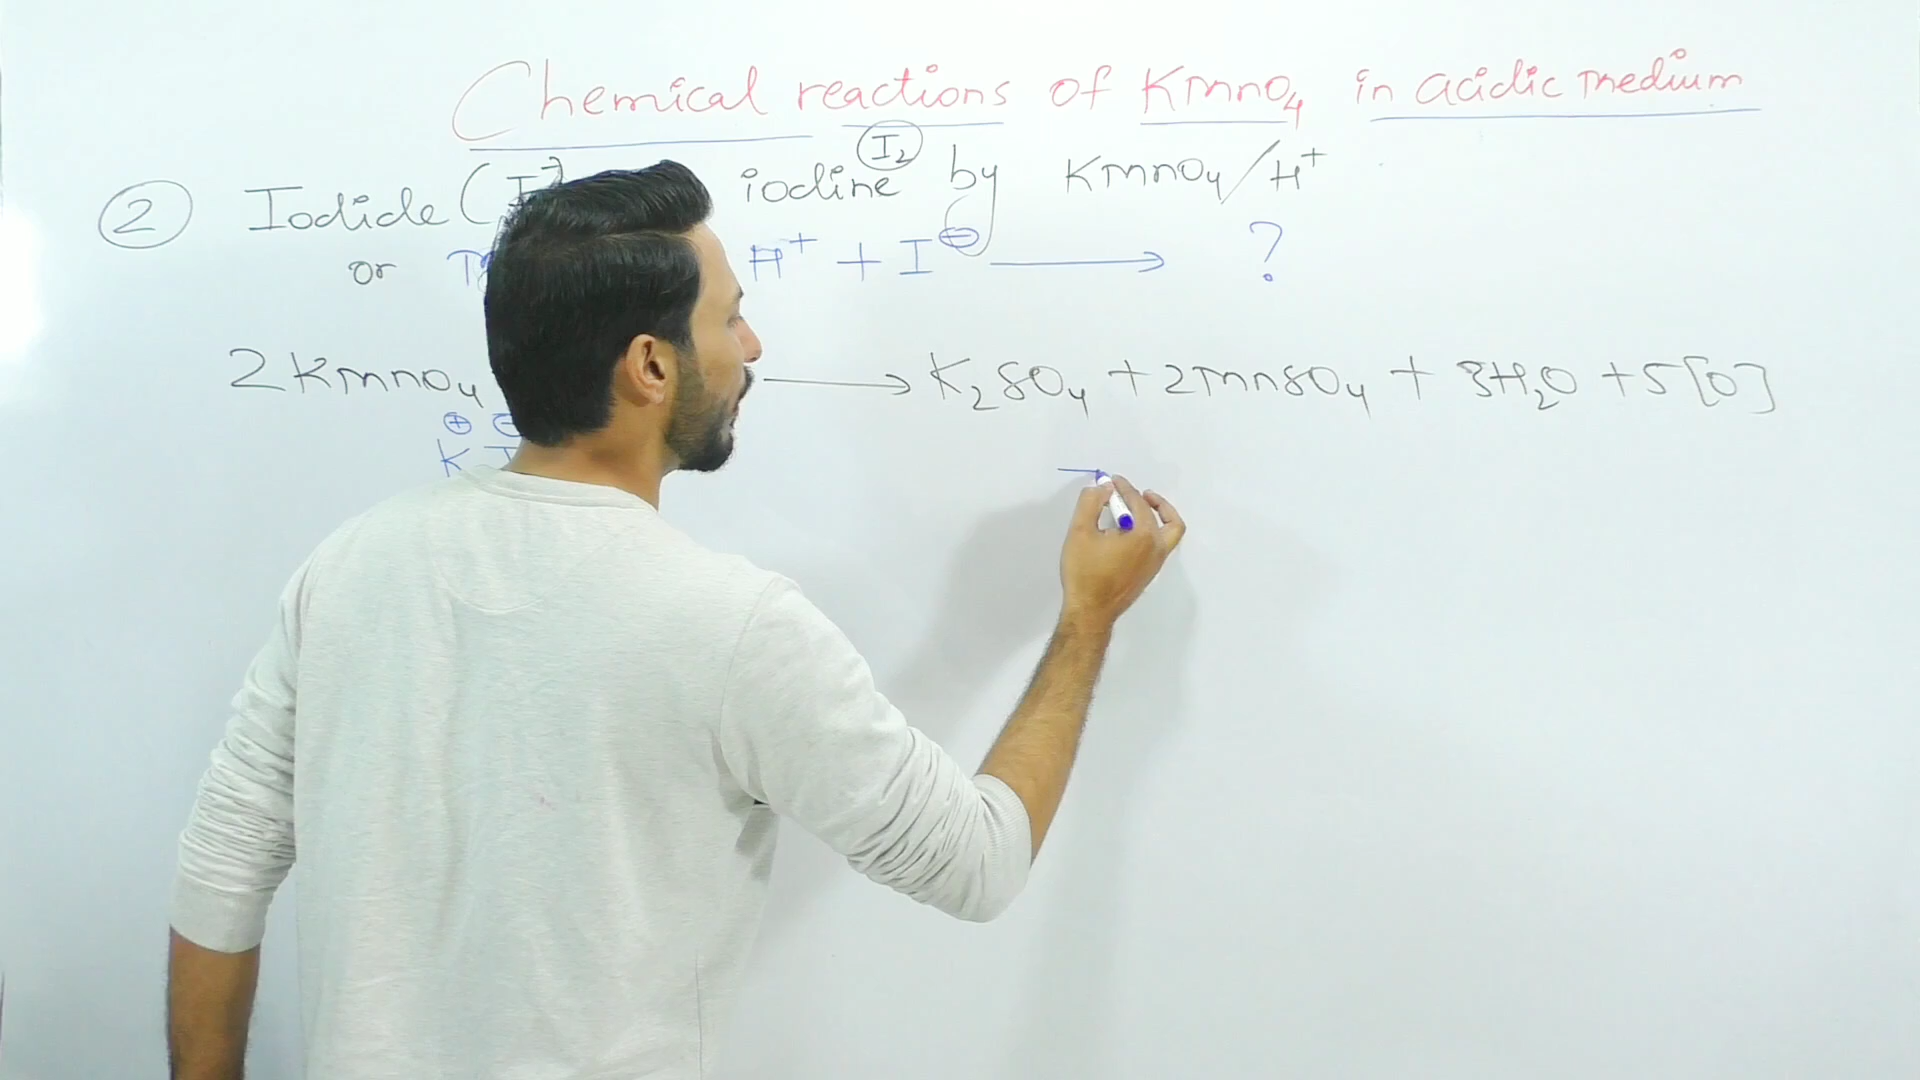 Chemical reactions of KMnO4 in acidic medium
② Iodide (I iodine (I2) by KMnO4/H+
or H+ + I⊖ → ?
2KMnO4 → K2SO4 + 2MnSO4 + 3H2O + 5[O]
⊕ ⊖
K I